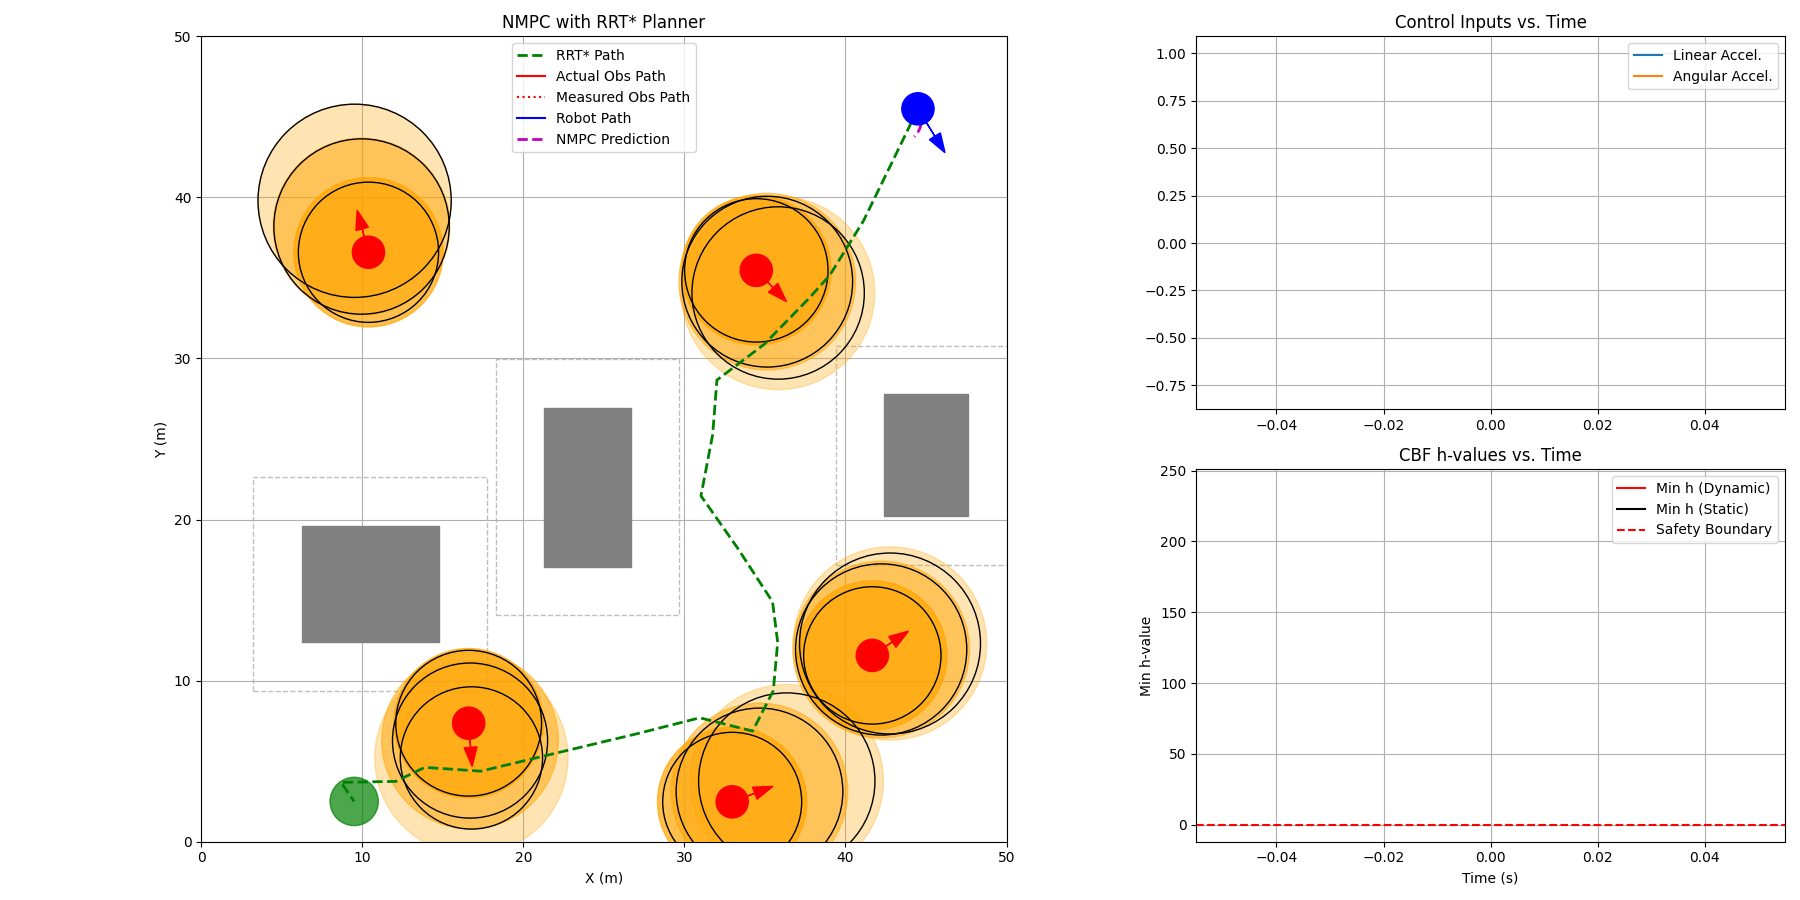 NMPC with RRT* Planner
50
40
30
20
10
0
Y (m)
0
10
20
30
40
50
X (m)
RRT* Path
Actual Obs Path
Measured Obs Path
Robot Path
NMPC Prediction
Control Inputs vs. Time
1.00
0.75
0.50
0.25
0.00
−0.25
−0.50
−0.75
−0.04
−0.02
0.00
0.02
0.04
Linear Accel.
Angular Accel.
CBF h-values vs. Time
250
200
150
100
50
0
Min h-value
−0.04
−0.02
0.00
0.02
0.04
Time (s)
Min h (Dynamic)
Min h (Static)
Safety Boundary